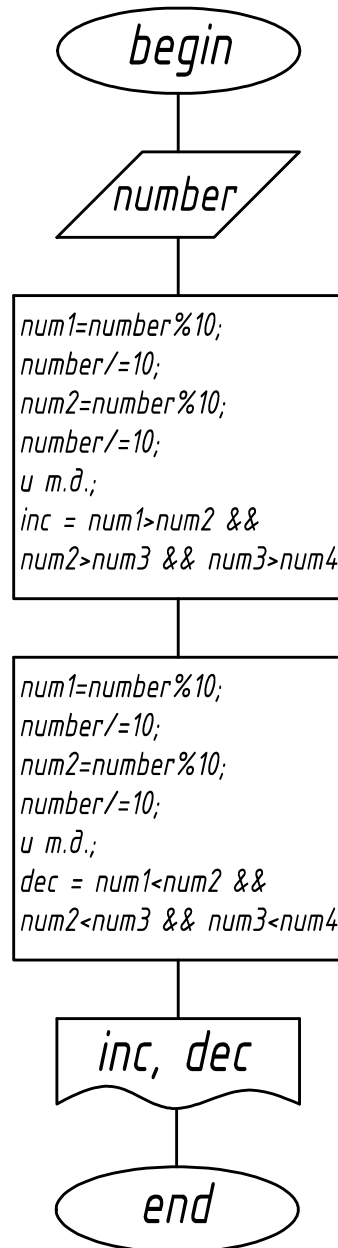 begin
number
num1=number%10;
number/=10;
num2=number%10;
number/=10;
и т.д.;
inc = num1>num2 &&
num2>num3 && num3>num4
num1=number%10;
number/=10;
num2=number%10;
number/=10;
и т.д.;
dec = num1<num2 &&
num2<num3 && num3<num4
inc, dec
end